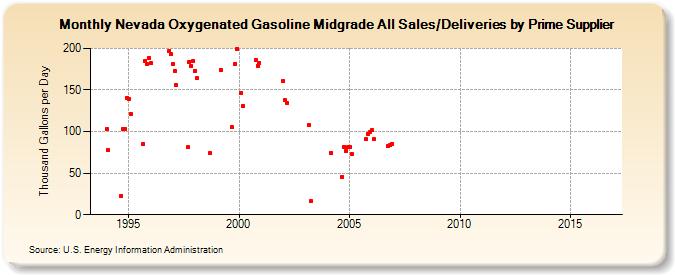 Monthly Nevada Oxygenated Gasoline Midgrade All Sales/Deliveries by Prime Supplier
Thousand Gallons per Day
200
150
100
50
0
1995 2000 2005 2010 2015
Source: U.S. Energy Information Administration